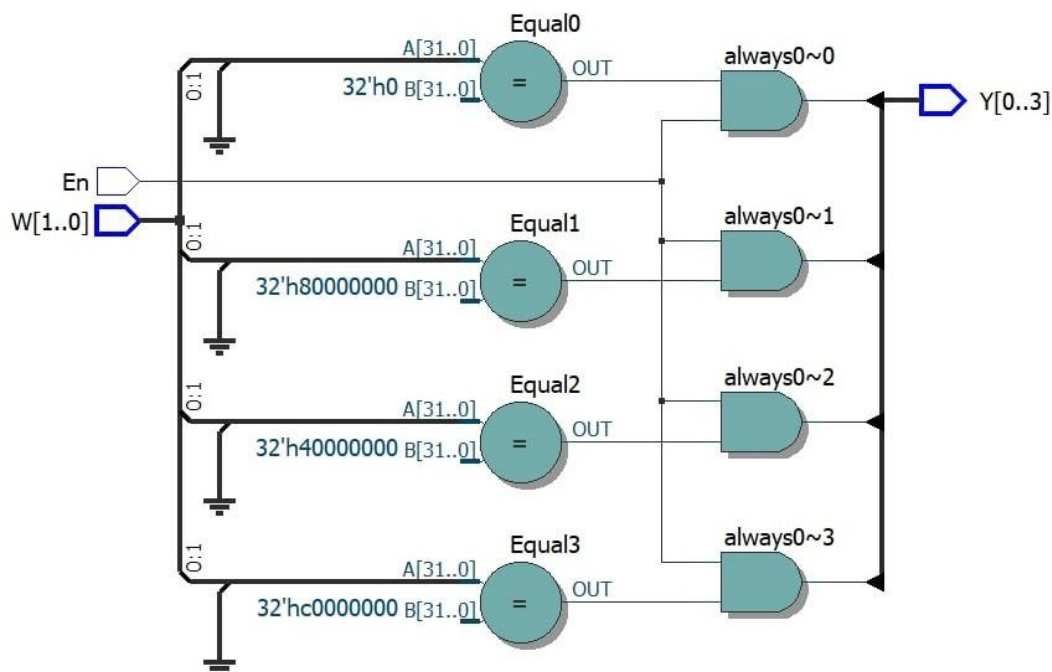 Equal0
A[31..0]
0:1
32'h0 B[31..0]
=
OUT
always0~0
Y[0..3]
En
W[1..0]
0:1
Equal1
A[31..0]
32'h80000000 B[31..0]
=
OUT
always0~1
0:1
Equal2
A[31..0]
32'h40000000 B[31..0]
=
OUT
always0~2
0:1
Equal3
A[31..0]
32'hc0000000 B[31..0]
=
OUT
always0~3